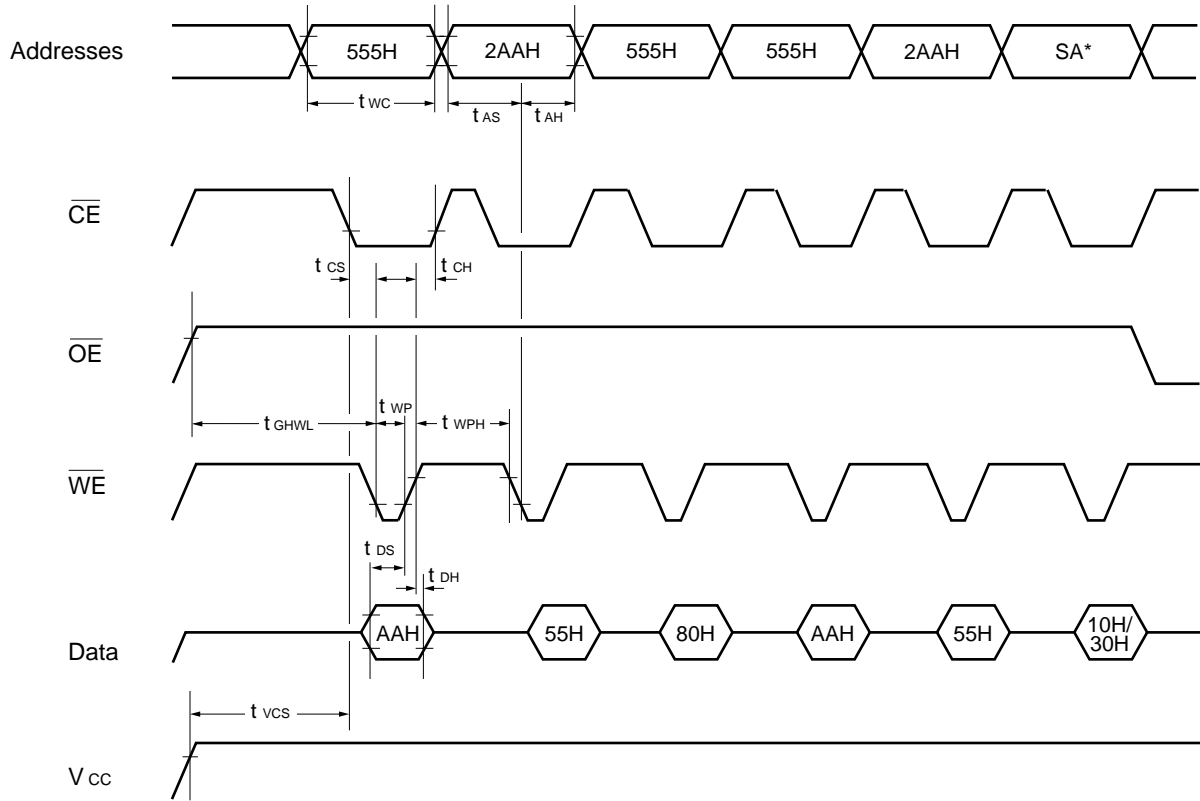 Addresses 555H 2AAH 555H 555H 2AAH SA*
t WC t AS t AH
CE
t CS t CH
OE
t GHWL t WP t WPH
WE
t DS
t DH
Data AAH 55H 80H AAH 55H 10H/
30H
t VCS
V CC